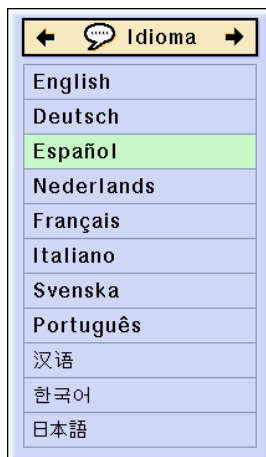 Idioma
English
Deutsch
Español
Nederlands
Français
Italiano
Svenska
Português
汉语
한국어
日本語